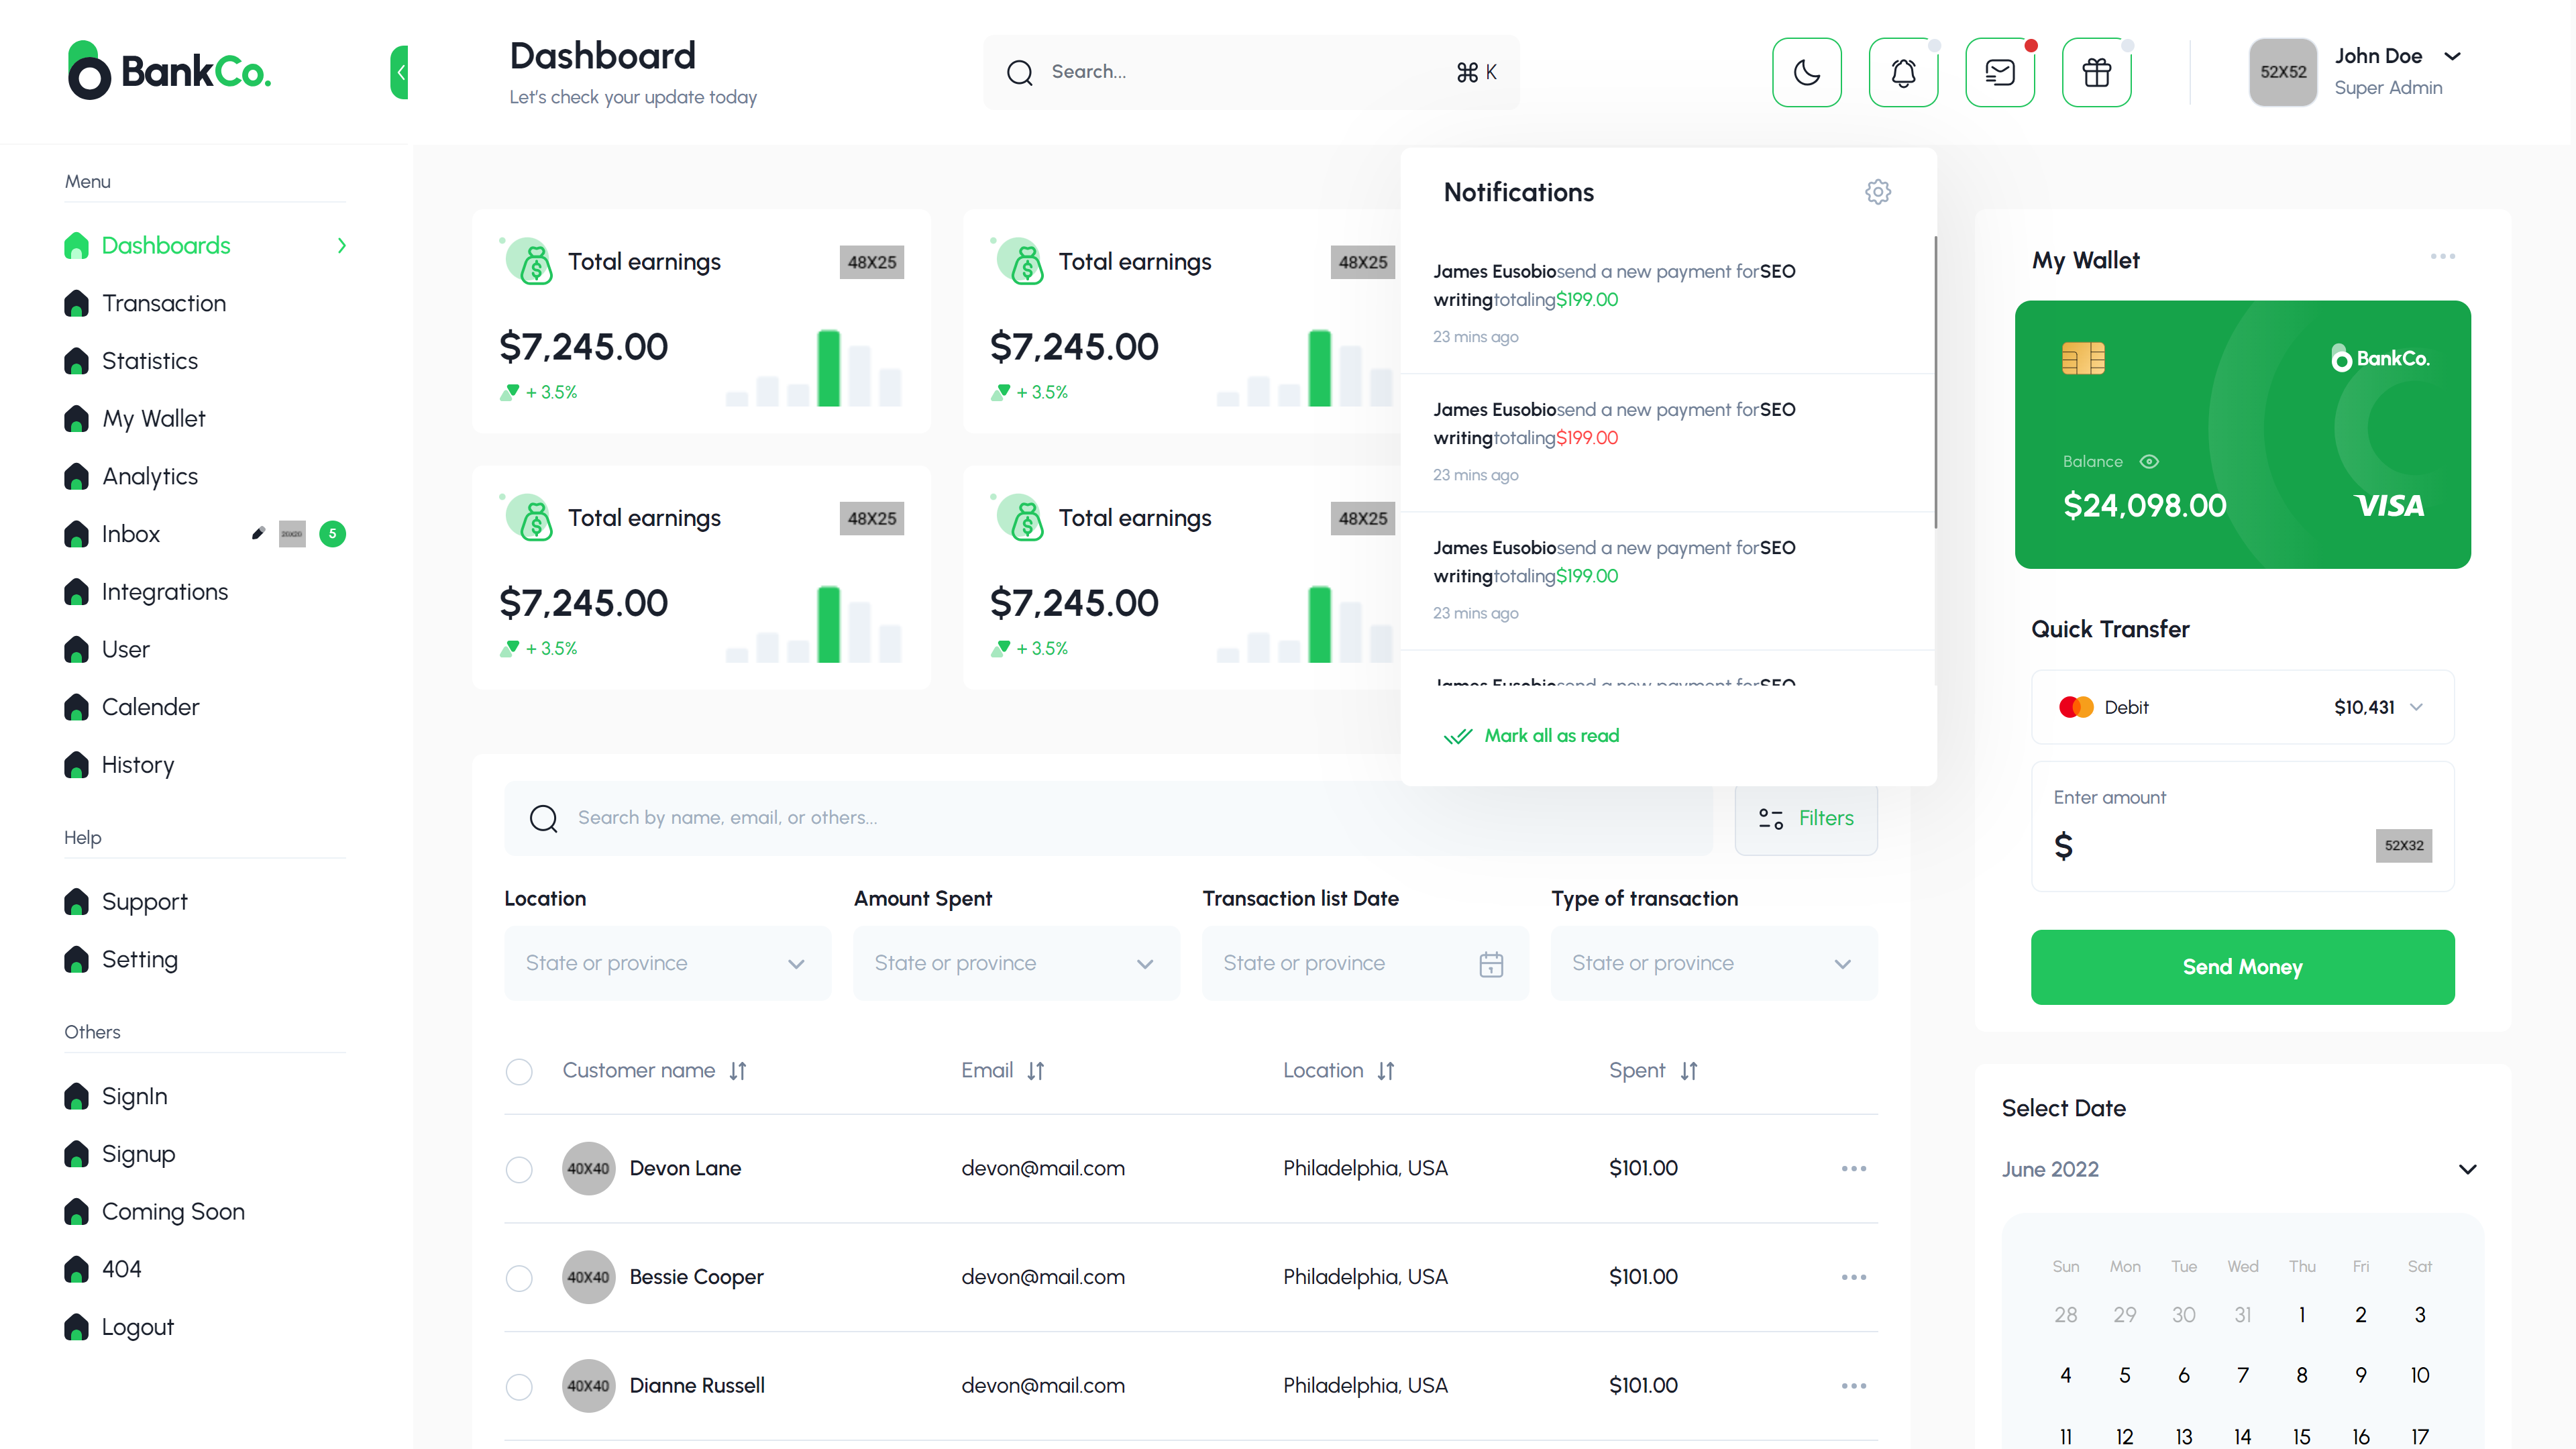 BankCo.
Dashboard
Let's check your update today
Search...
⌘ K
52X52
John Doe
Super Admin
Menu
Dashboards
Transaction
Statistics
My Wallet
Analytics
Inbox
20x20
5
Integrations
User
Calender
History
Help
Support
Setting
Others
SignIn
Signup
Coming Soon
404
Logout
Total earnings
48X25
$7,245.00
+ 3.5%
Total earnings
48X25
$7,245.00
+ 3.5%
Total earnings
48X25
$7,245.00
+ 3.5%
Total earnings
48X25
$7,245.00
+ 3.5%
Notifications
James Eusobiosend a new payment forSEO
writingtotaling$199.00
23 mins ago
James Eusobiosend a new payment forSEO
writingtotaling$199.00
23 mins ago
James Eusobiosend a new payment forSEO
writingtotaling$199.00
23 mins ago
James Eusobiosend a new payment forSEO
Mark all as read
Search by name, email, or others...
Filters
Location
Amount Spent
Transaction list Date
Type of transaction
State or province
State or province
State or province
State or province
Customer name
Email
Location
Spent
40X40
Devon Lane
devon@mail.com
Philadelphia, USA
$101.00
40X40
Bessie Cooper
devon@mail.com
Philadelphia, USA
$101.00
40X40
Dianne Russell
devon@mail.com
Philadelphia, USA
$101.00
My Wallet
BankCo.
Balance
$24,098.00
VISA
Quick Transfer
Debit
$10,431
Enter amount
$
52X32
Send Money
Select Date
June 2022
Sun Mon Tue Wed Thu Fri Sat
28 29 30 31 1 2 3
4 5 6 7 8 9 10
11 12 13 14 15 16 17